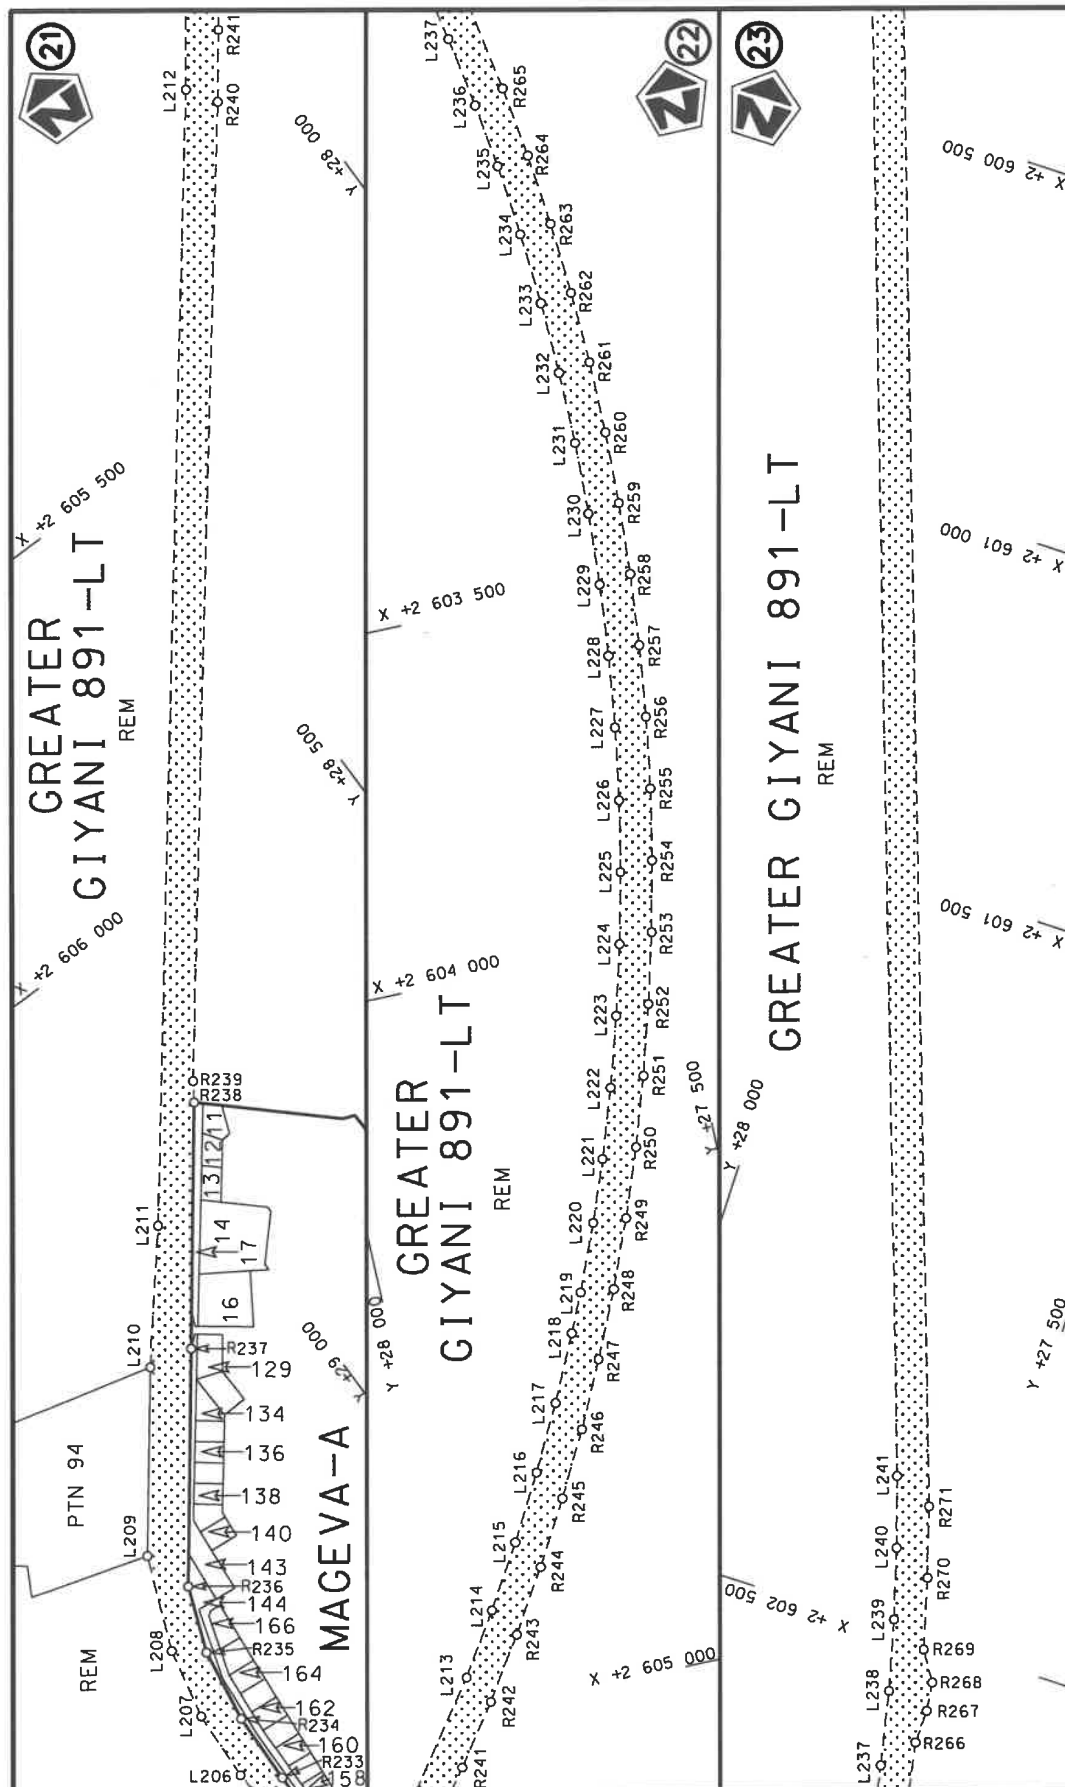 21
L212
R241
R240
Y +28 000
X +2 605 500
GREATER
GIYANI 891-LT
REM
Y +28 500
X +2 606 000
R239
R238
11
12
13
L211
14
17
16
L210
R237
129
Y +29 000
134
136
138
140
143
R236
144
166
R235
164
162
R234
160
R233
158
PTN 94
L209
MAGEVA-A
REM
L208
L207
L206
22
L237
L236
L235
L234
L233
L232
L231
L230
L229
L228
L227
L226
L225
L224
L223
L222
L221
L220
L219
L218
L217
L216
L215
L214
L213
R265
R264
R263
R262
R261
R260
R259
R258
R257
R256
R255
R254
R253
R252
R251
R250
R249
R248
R247
R246
R245
R244
R243
R242
R241
X +2 603 500
X +2 604 000
GREATER
GIYANI 891-LT
REM
Y +27 500
Y +28 000
X +2 605 000
23
X +2 600 500
X +2 601 000
GREATER GIYANI 891-LT
REM
X +2 601 500
Y +28 000
Y +27 500
X +2 602 500
L241
L240
L239
L238
L237
R271
R270
R269
R268
R267
R266